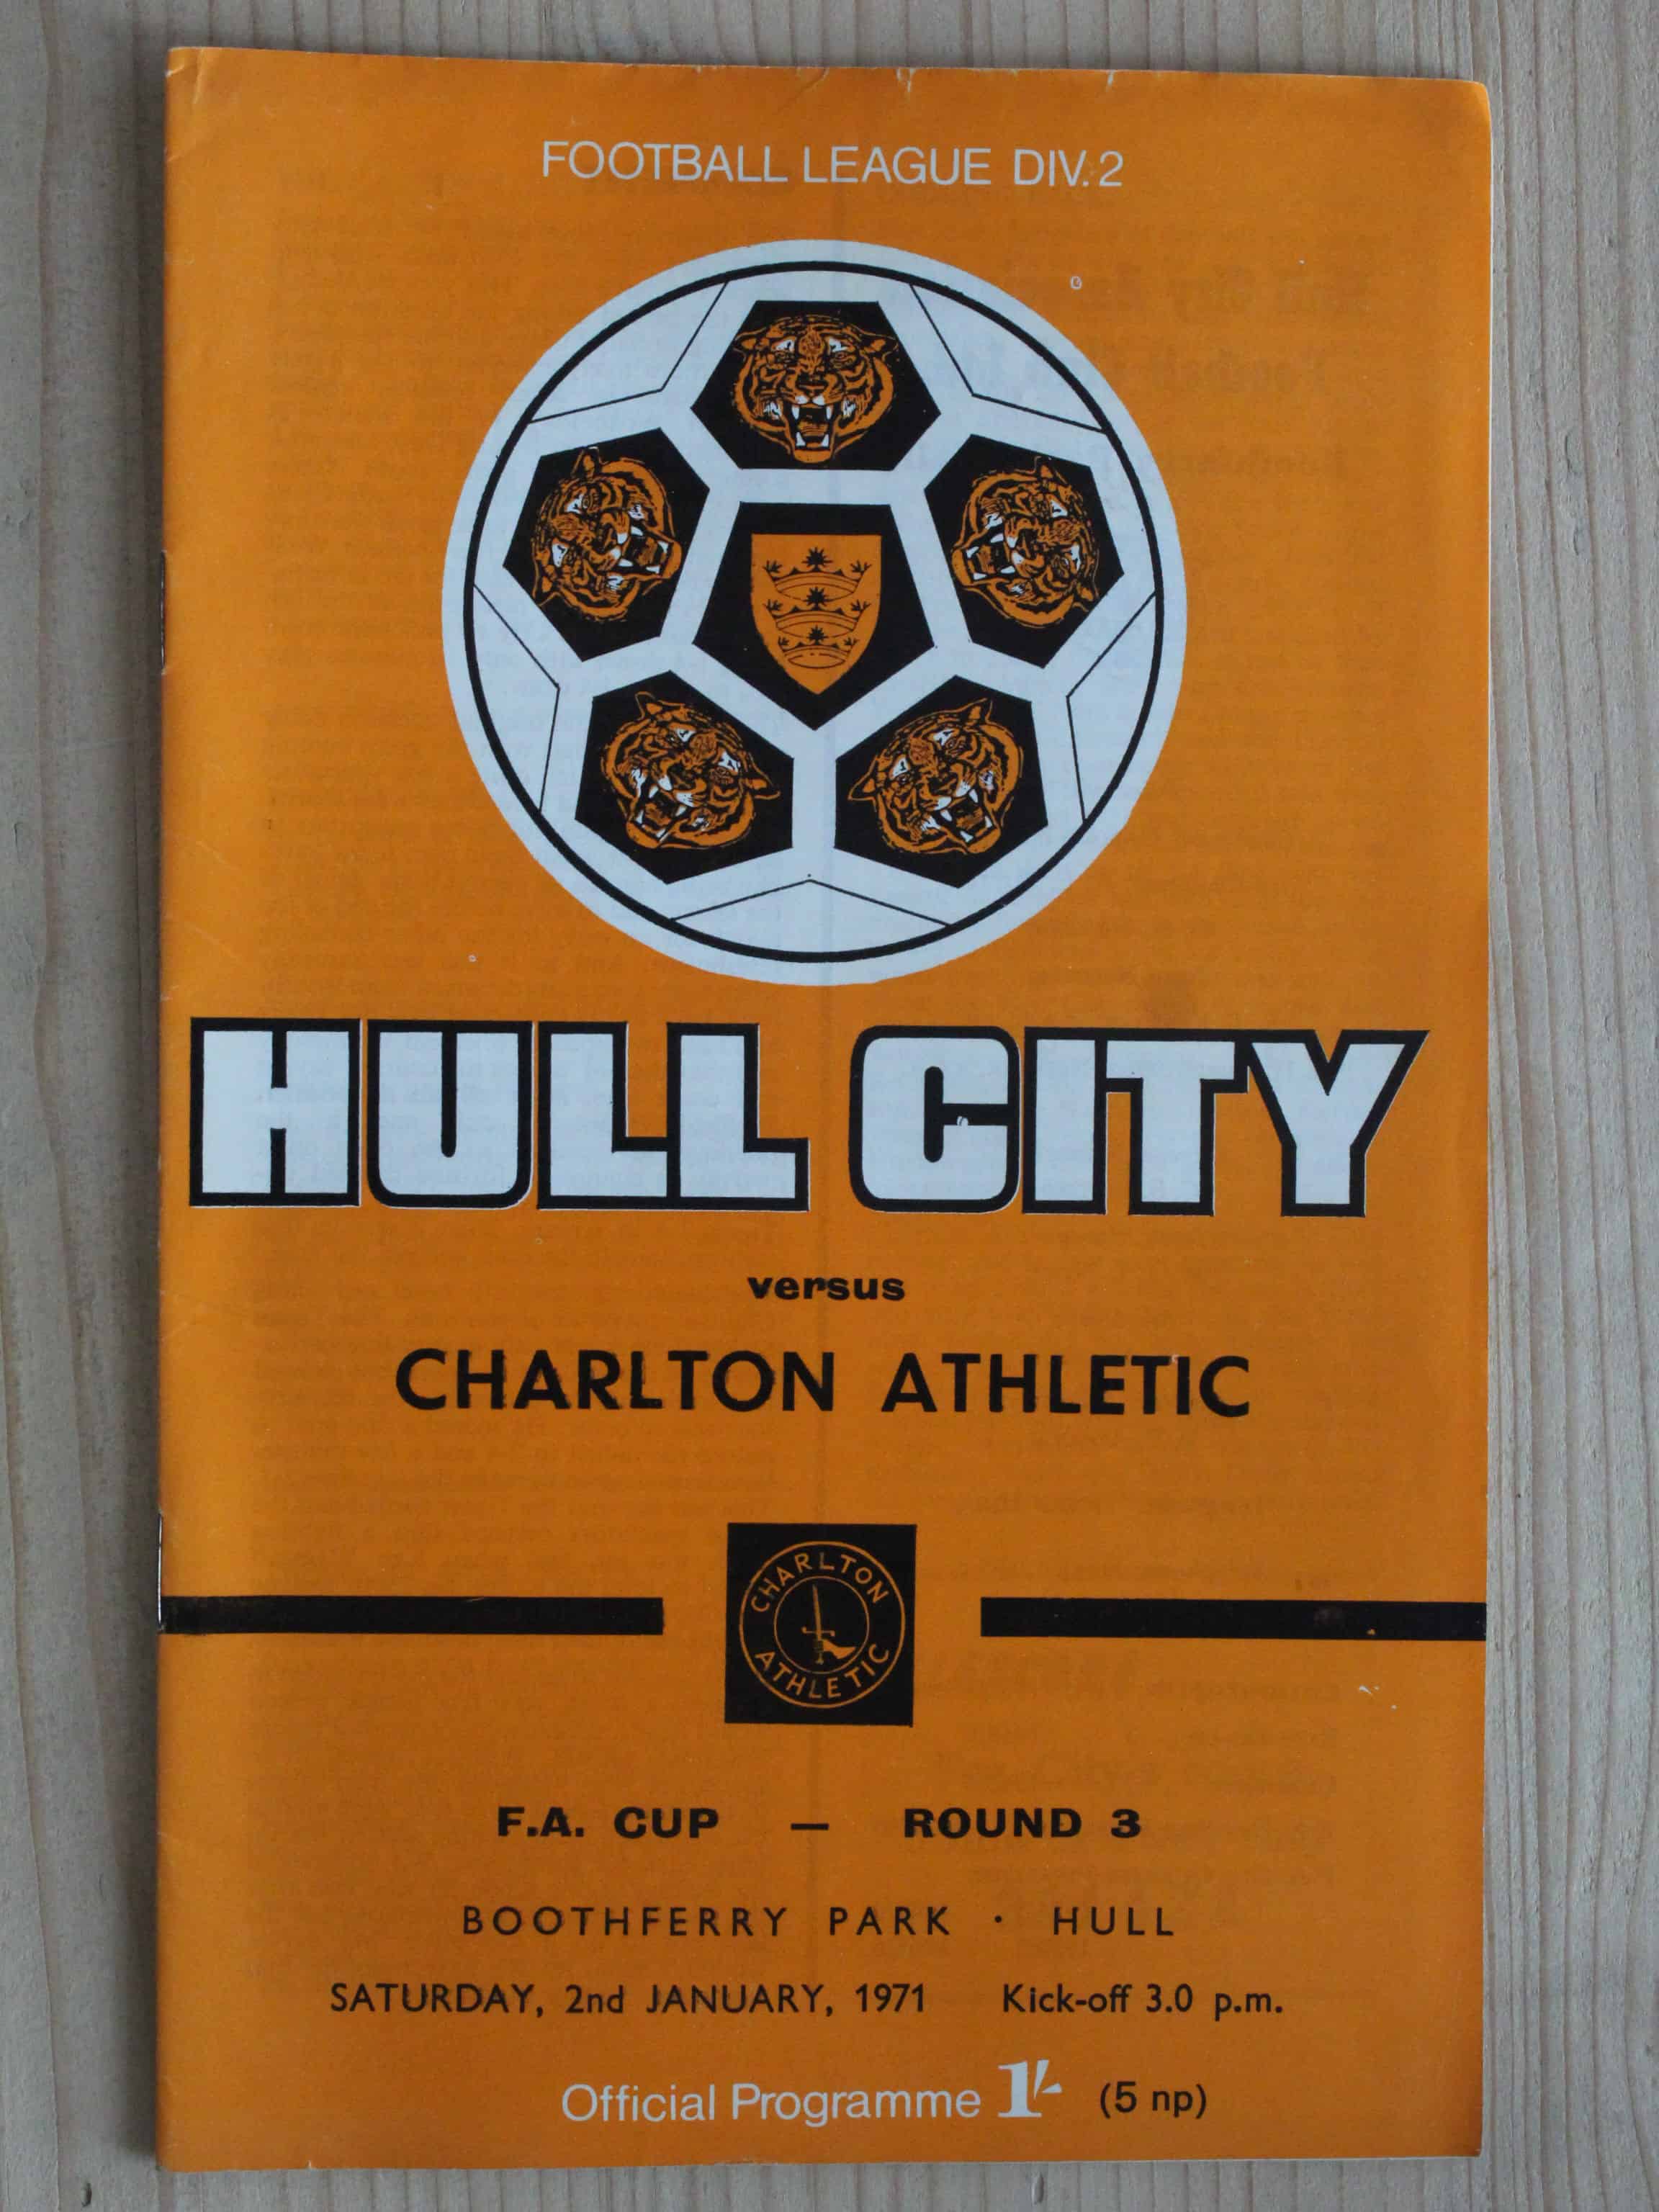 FOOTBALL LEAGUE DIV. 2
HULL CITY
versus
CHARLTON ATHLETIC
CHARLTON
ATHLETIC
F.A. CUP — ROUND 3
BOOTHFERRY PARK · HULL
SATURDAY, 2nd JANUARY, 1971 Kick-off 3.0 p.m.
Official Programme 1/- (5 np)